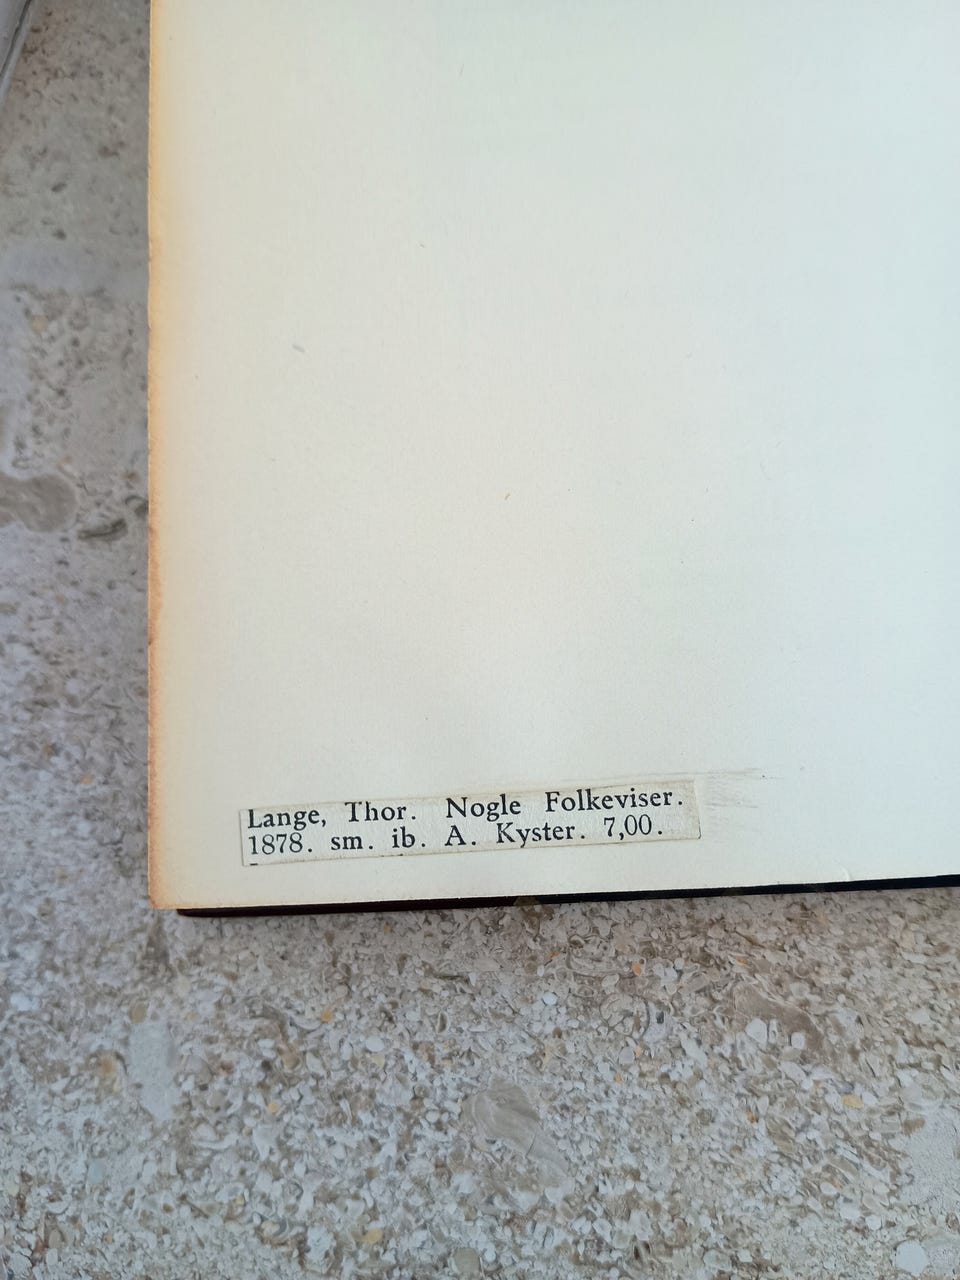 Lange, Thor. Nogle Folkeviser.
1878. sm. ib. A. Kyster. 7,00.